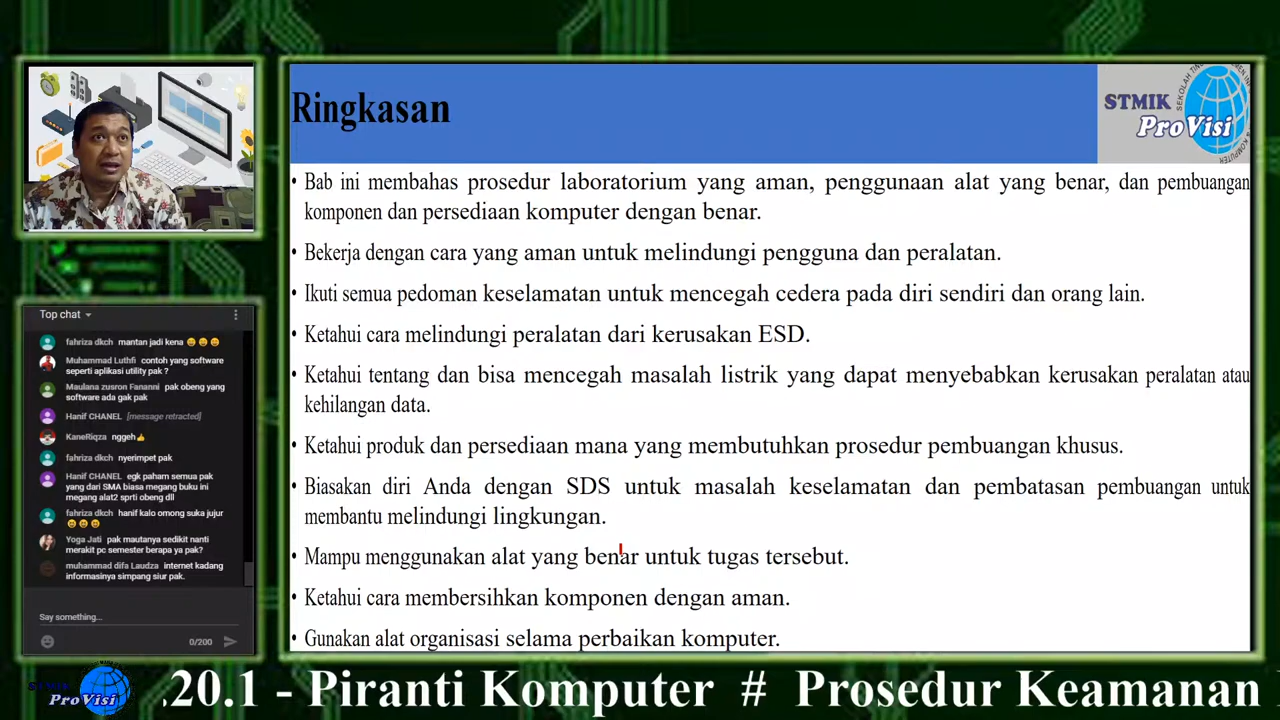 Ringkasan
STMIK
ProVisi
• Bab ini membahas prosedur laboratorium yang aman, penggunaan alat yang benar, dan pembuangan
komponen dan persediaan komputer dengan benar.
• Bekerja dengan cara yang aman untuk melindungi pengguna dan peralatan.
• Ikuti semua pedoman keselamatan untuk mencegah cedera pada diri sendiri dan orang lain.
• Ketahui cara melindungi peralatan dari kerusakan ESD.
• Ketahui tentang dan bisa mencegah masalah listrik yang dapat menyebabkan kerusakan peralatan atau
kehilangan data.
• Ketahui produk dan persediaan mana yang membutuhkan prosedur pembuangan khusus.
• Biasakan diri Anda dengan SDS untuk masalah keselamatan dan pembatasan pembuangan untuk
membantu melindungi lingkungan.
• Mampu menggunakan alat yang benar untuk tugas tersebut.
• Ketahui cara membersihkan komponen dengan aman.
• Gunakan alat organisasi selama perbaikan komputer.
Top chat
fahriza dkch mantan jadi kena 😄😄😄
Muhammad Luthfi contoh yang software
seperti aplikasi utility pak ?
Maulana zusron Fananni pak obeng yang
software ada gak pak
Hanif CHANEL [message retracted]
KaneRiqza nggeh👍
fahriza dkch nyerimpet pak
Hanif CHANEL egk paham semua pak
yang dari SMA biasa megang buku ini
megang alat2 sprti obeng dll
fahriza dkch hanif kalo omong suka jujur
😄😄😄
Yoga Jati pak mautanya sedikit nanti
merakit pc semester berapa ya pak?
muhammad difa Laudza internet kadang
informasinya simpang siur pak.
Say something...
0/200
STMIK
ProVisi
.20.1 - Piranti Komputer # Prosedur Keamanan